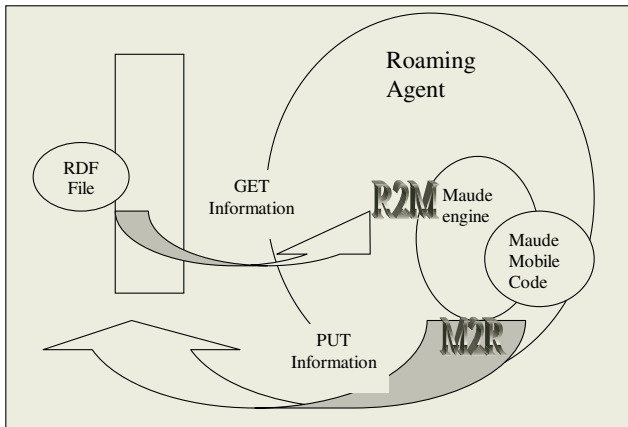 Roaming
Agent
RDF
File
GET
Information
R2M
Maude
engine
Maude
Mobile
Code
PUT
Information
M2R